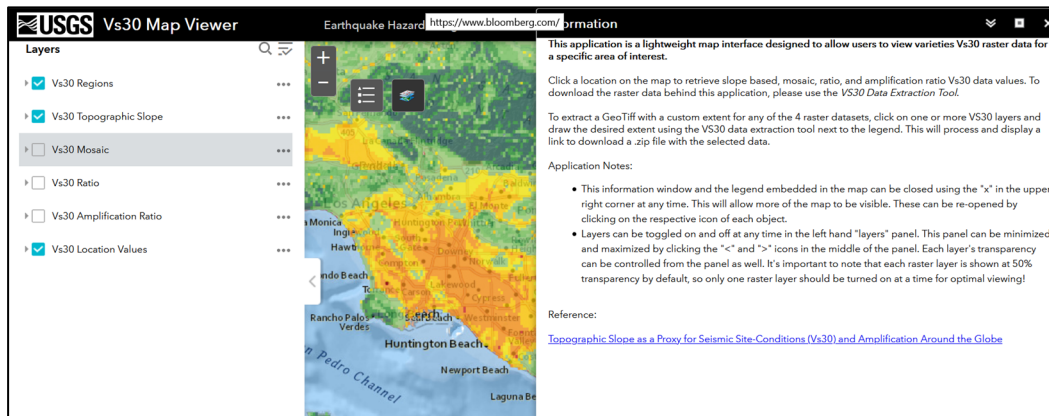 USGS Vs30 Map Viewer
Earthquake Hazard
https://www.bloomberg.com/
ormation
Layers
Vs30 Regions
Vs30 Topographic Slope
Vs30 Mosaic
Vs30 Ratio
Vs30 Amplification Ratio
Vs30 Location Values
Los Angeles
Monica
Hawt
ndo Beach
Torrance
Carson
Lakewood
Cypress
Norwalk
Westminster
Rancho Palos
Verdes
Huntington Beach
Newport Beach
Laguna Be
San Pedro Channel
This application is a lightweight map interface designed to allow users to view varieties Vs30 raster data for
a specific area of interest.
Click a location on the map to retrieve slope based, mosaic, ratio, and amplification ratio Vs30 data values. To
download the raster data behind this application, please use the VS30 Data Extraction Tool.
To extract a GeoTiff with a custom extent for any of the 4 raster datasets, click on one or more VS30 layers and
draw the desired extent using the VS30 data extraction tool next to the legend. This will process and display a
link to download a .zip file with the selected data.
Application Notes:
• This information window and the legend embedded in the map can be closed using the "x" in the upper
right corner at any time. This will allow more of the map to be visible. These can be re-opened by
clicking on the respective icon of each object.
• Layers can be toggled on and off at any time in the left hand "layers" panel. This panel can be minimized
and maximized by clicking the "<" and ">" icons in the middle of the panel. Each layer's transparency
can be controlled from the panel as well. It's important to note that each raster layer is shown at 50%
transparency by default, so only one raster layer should be turned on at a time for optimal viewing!
Reference:
Topographic Slope as a Proxy for Seismic Site-Conditions (Vs30) and Amplification Around the Globe